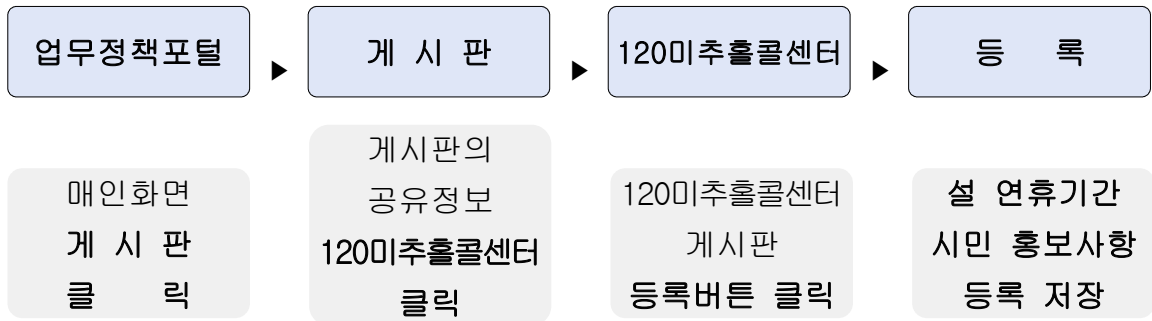 업무정책포털
▶
게 시 판
▶
120미추홀콜센터
▶
등 록
매인화면
게 시 판
클 릭
게시판의
공유정보
120미추홀콜센터
클릭
120미추홀콜센터
게시판
등록버튼 클릭
설 연휴기간
시민 홍보사항
등록 저장